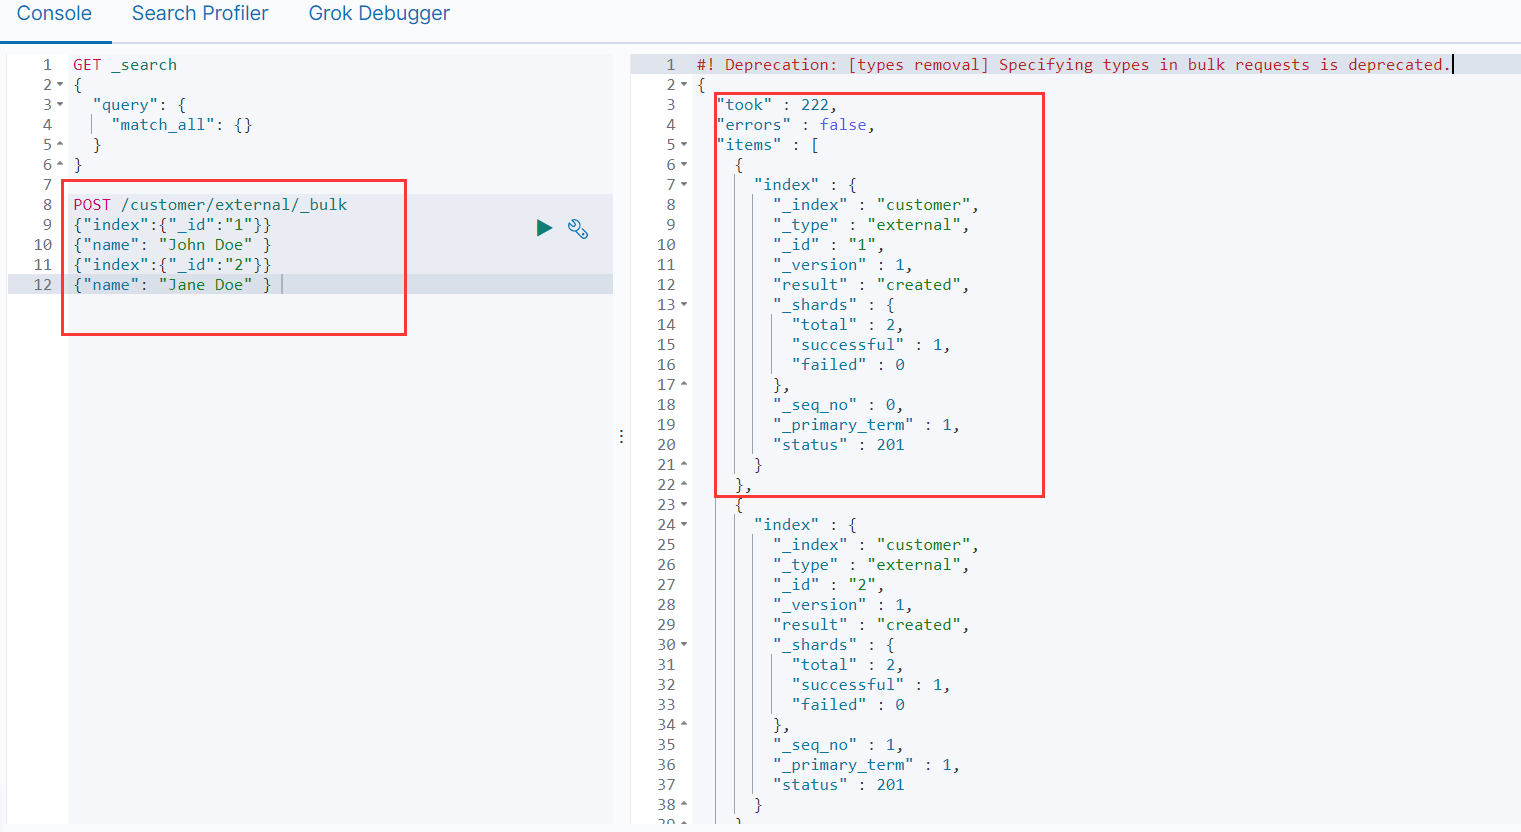 Console Search Profiler Grok Debugger
1 GET _search
2 {
3 "query": {
4 "match_all": {}
5 }
6 }
7
8 POST /customer/external/_bulk
9 {"index":{"_id":"1"}}
10 {"name": "John Doe" }
11 {"index":{"_id":"2"}}
12 {"name": "Jane Doe" }
1 #! Deprecation: [types removal] Specifying types in bulk requests is deprecated.
2 {
3 "took" : 222,
4 "errors" : false,
5 "items" : [
6 {
7 "index" : {
8 "_index" : "customer",
9 "_type" : "external",
10 "_id" : "1",
11 "_version" : 1,
12 "result" : "created",
13 "_shards" : {
14 "total" : 2,
15 "successful" : 1,
16 "failed" : 0
17 },
18 "_seq_no" : 0,
19 "_primary_term" : 1,
20 "status" : 201
21 }
22 },
23 {
24 "index" : {
25 "_index" : "customer",
26 "_type" : "external",
27 "_id" : "2",
28 "_version" : 1,
29 "result" : "created",
30 "_shards" : {
31 "total" : 2,
32 "successful" : 1,
33 "failed" : 0
34 },
35 "_seq_no" : 1,
36 "_primary_term" : 1,
37 "status" : 201
38 }
39 }